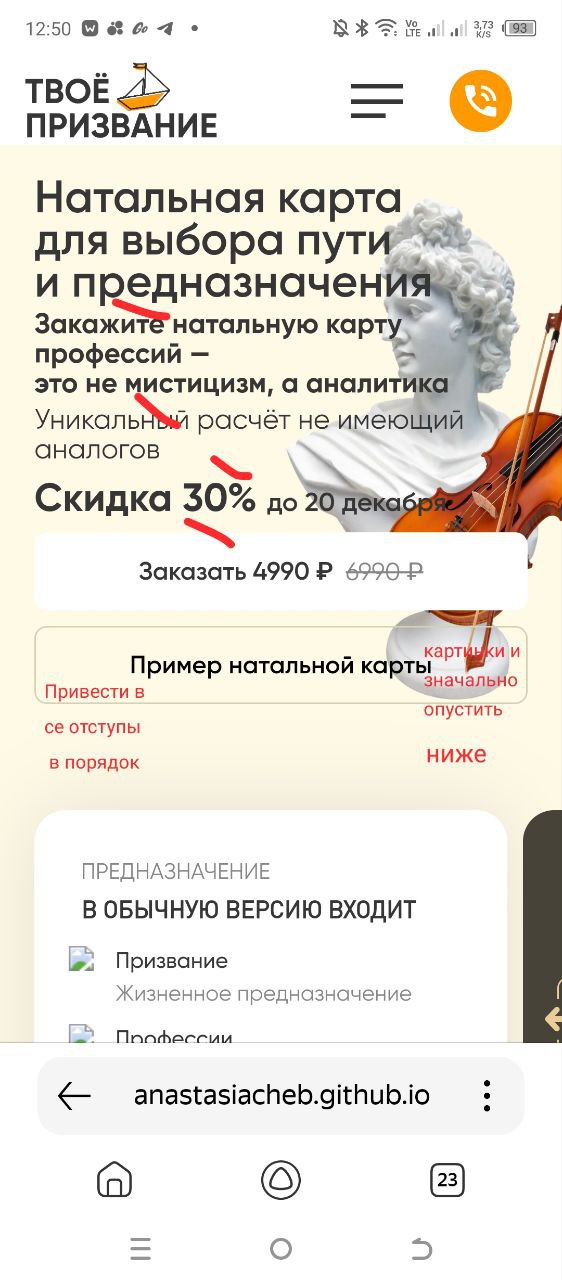 12:50
Vo
LTE
3,73
K/S
93
ТВОЁ
ПРИЗВАНИЕ
Натальная карта
для выбора пути
и предназначения
Закажите натальную карту
профессий —
это не мистицизм, а аналитика
Уникальный расчёт не имеющий
аналогов
Скидка 30% до 20 декабря
Заказать 4990 ₽ 6990 ₽
Пример натальной карты
картинки и
значально
опустить
ниже
Привести в
се отступы
в порядок
ПРЕДНАЗНАЧЕНИЕ
В ОБЫЧНУЮ ВЕРСИЮ ВХОДИТ
Призвание
Жизненное предназначение
Профессии
anastasiacheb.github.io
23